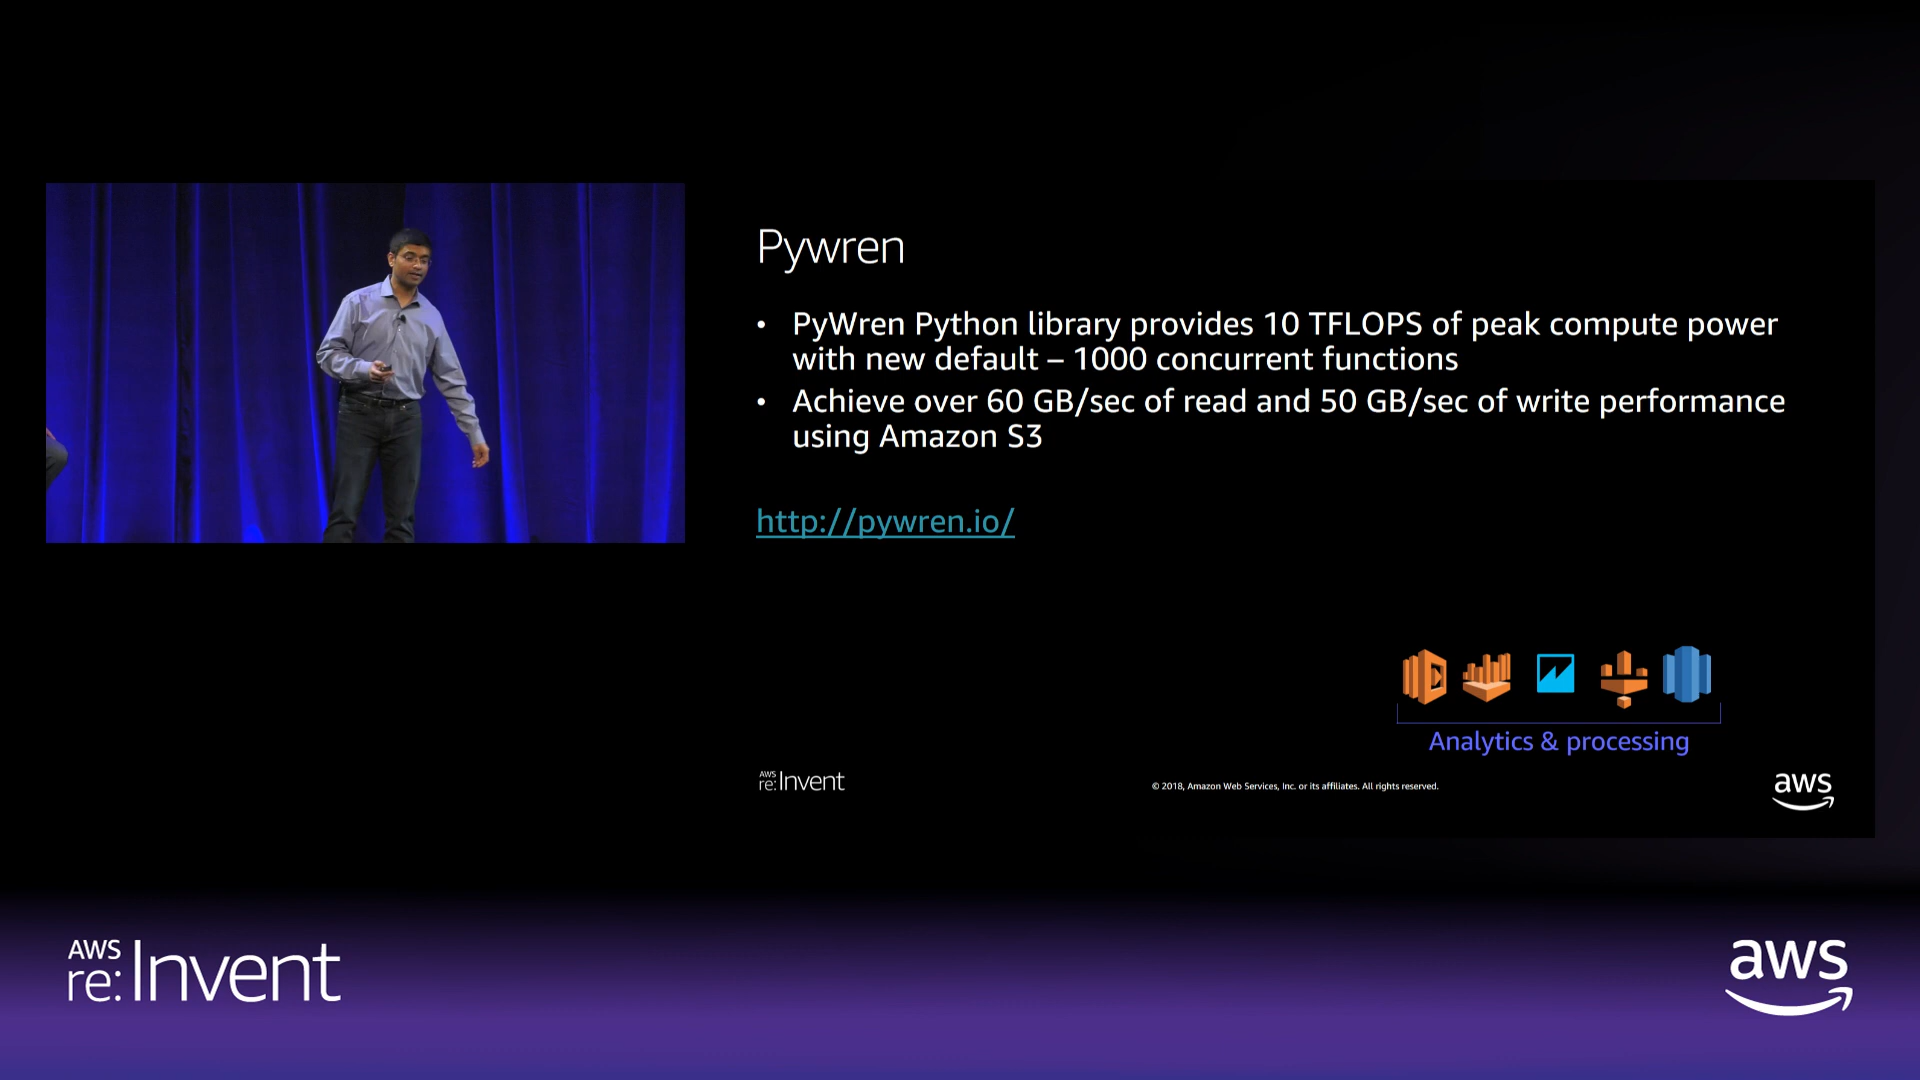 Pywren
• PyWren Python library provides 10 TFLOPS of peak compute power
with new default – 1000 concurrent functions
• Achieve over 60 GB/sec of read and 50 GB/sec of write performance
using Amazon S3
http://pywren.io/
Analytics & processing
AWS
re:Invent
© 2018, Amazon Web Services, Inc. or its affiliates. All rights reserved.
aws
AWS
re:Invent
aws